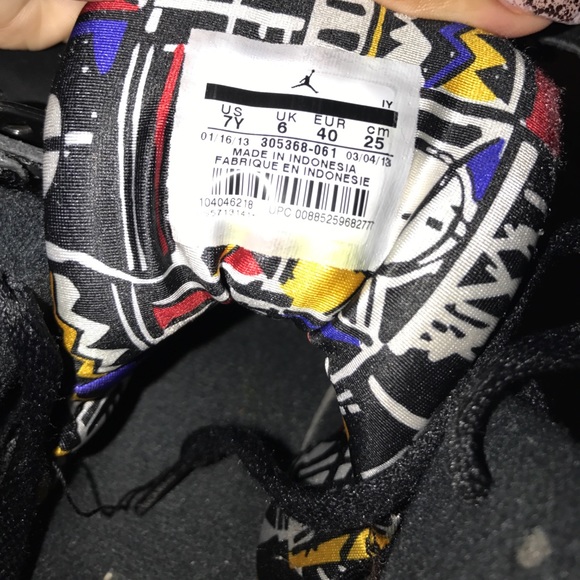 IY
US UK EUR cm
7Y 6 40 25
01/16/13 305368-061 03/04/13
MADE IN INDONESIA
FABRIQUE EN INDONESIE
104046218
UPC 00885259682777